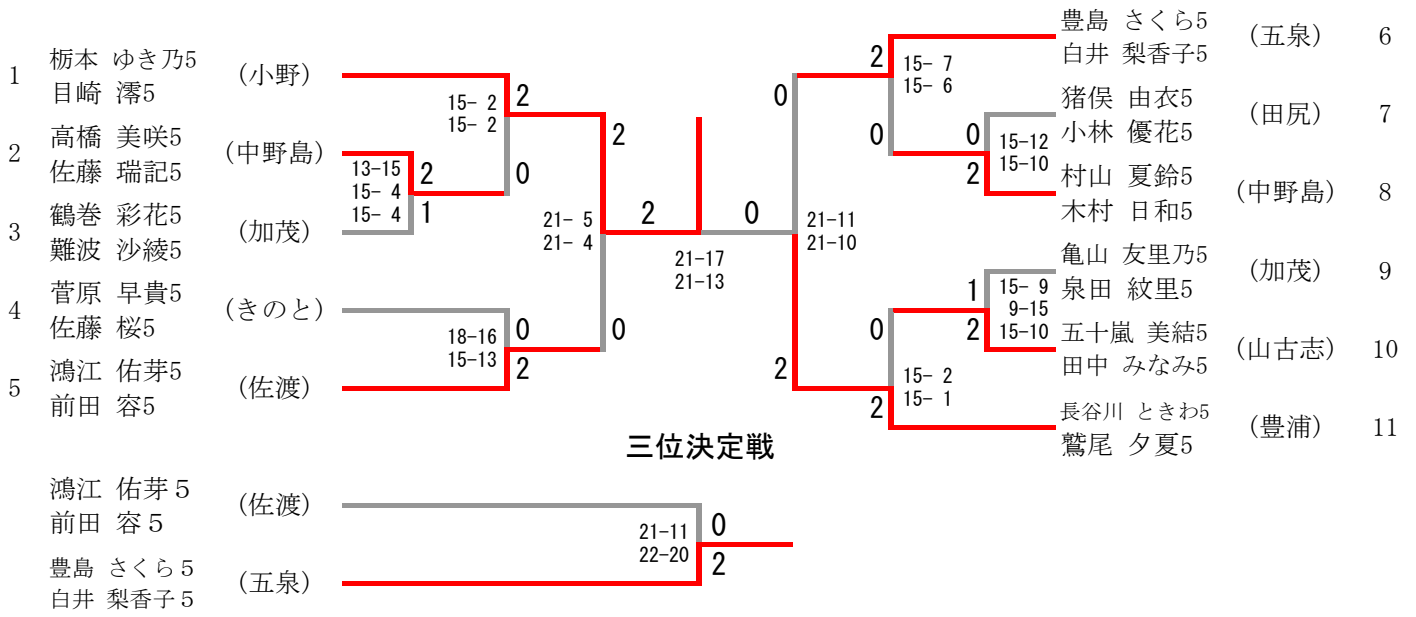 1 栃本 ゆき乃5 (小野)
目崎 澪5
2 高橋 美咲5 (中野島)
佐藤 瑞記5
3 鶴巻 彩花5 (加茂)
難波 沙綾5
4 菅原 早貴5 (きのと)
佐藤 桜5
5 鴻江 佑芽5 (佐渡)
前田 容5
15- 2
15- 2
2
0
13-15
15- 4
15- 4
2
1
18-16
15-13
0
2
2
21- 5
21- 4
0
2
0
21-17
21-13
0
21-11
21-10
2
2
15- 7
15- 6
0
0
15-12
15-10
2
1
15- 9
9-15
15-10
2
0
15- 2
15- 1
2
豊島 さくら5 (五泉) 6
白井 梨香子5
猪俣 由衣5 (田尻) 7
小林 優花5
村山 夏鈴5 (中野島) 8
木村 日和5
亀山 友里乃5 (加茂) 9
泉田 紋里5
五十嵐 美結5 (山古志) 10
田中 みなみ5
長谷川 ときわ5 (豊浦) 11
鷲尾 夕夏5
三位決定戦
鴻江 佑芽５ (佐渡)
前田 容５
21-11
22-20
0
2
豊島 さくら５ (五泉)
白井 梨香子５